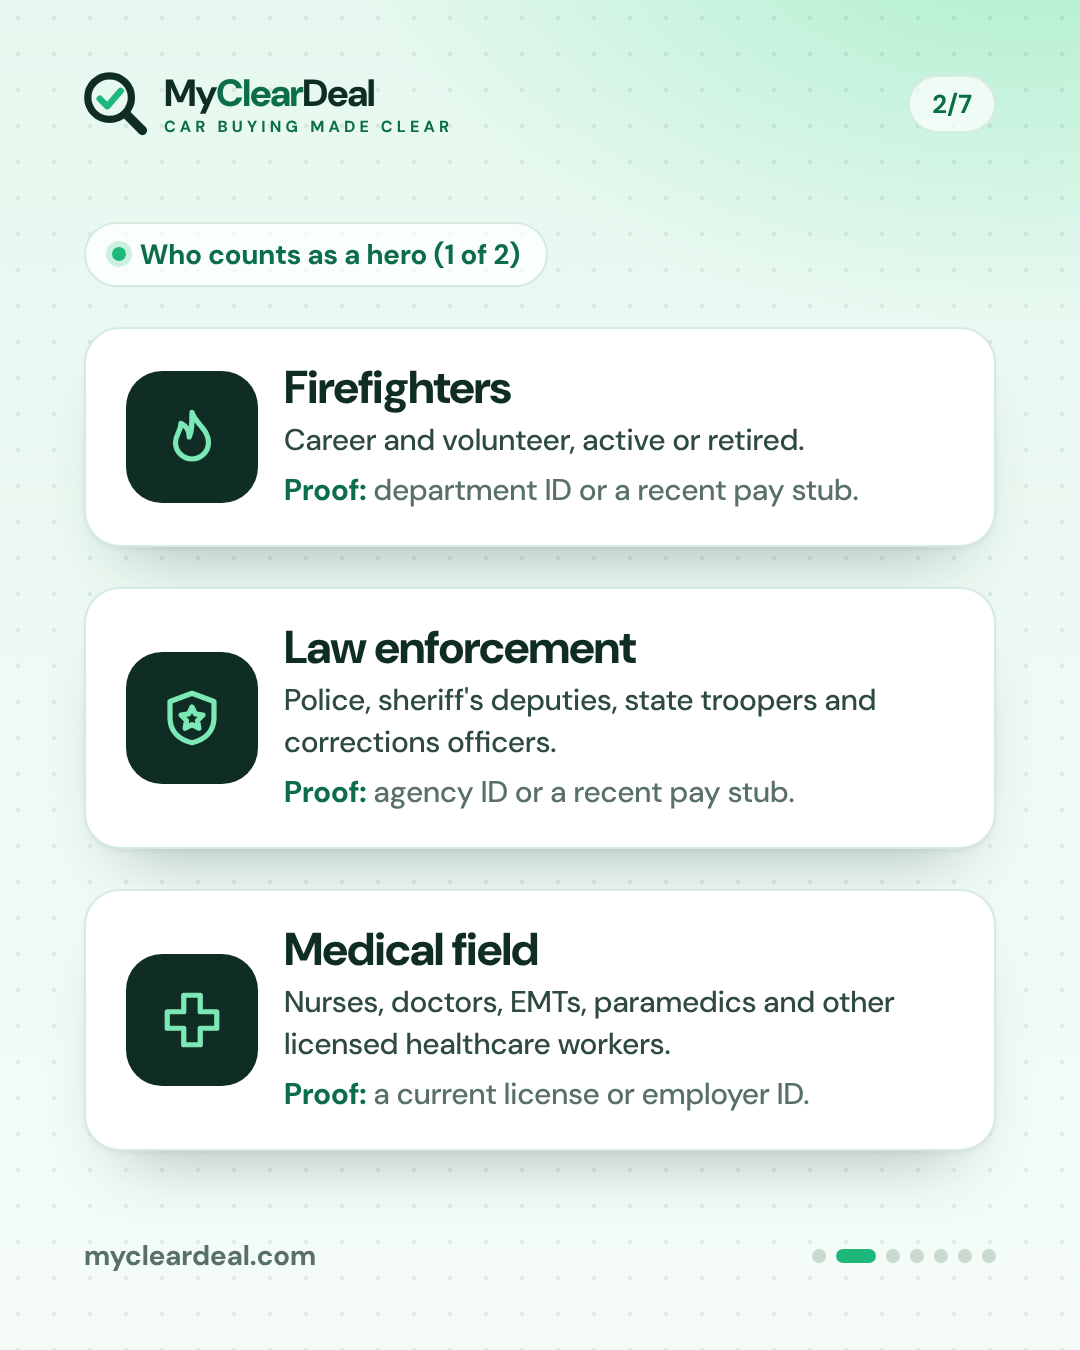 MyClearDeal
CAR BUYING MADE CLEAR
2/7
Who counts as a hero (1 of 2)
Firefighters
Career and volunteer, active or retired.
Proof: department ID or a recent pay stub.
Law enforcement
Police, sheriff's deputies, state troopers and
corrections officers.
Proof: agency ID or a recent pay stub.
Medical field
Nurses, doctors, EMTs, paramedics and other
licensed healthcare workers.
Proof: a current license or employer ID.
mycleardeal.com